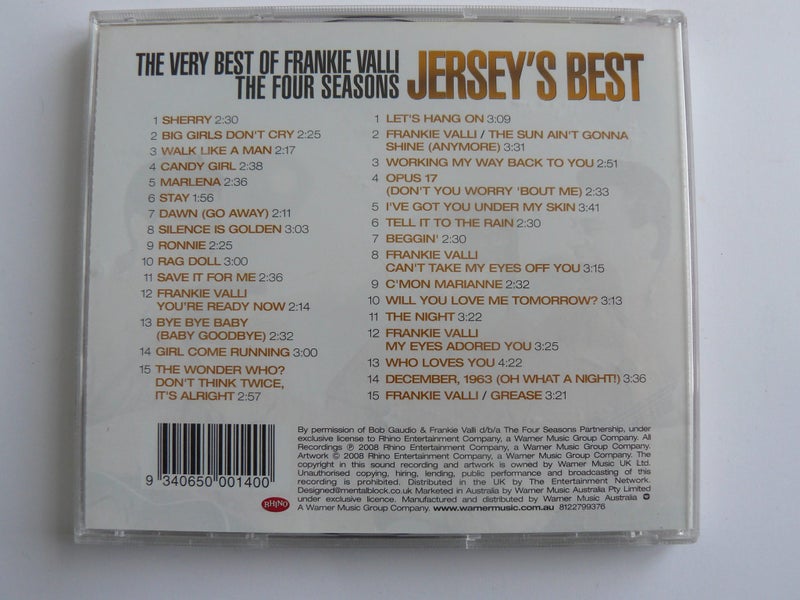 THE VERY BEST OF FRANKIE VALLI
THE FOUR SEASONS
JERSEY'S BEST
1 SHERRY 2:30
2 BIG GIRLS DON'T CRY 2:25
3 WALK LIKE A MAN 2:17
4 CANDY GIRL 2:38
5 MARLENA 2:36
6 STAY 1:56
7 DAWN (GO AWAY) 2:11
8 SILENCE IS GOLDEN 3:03
9 RONNIE 2:25
10 RAG DOLL 3:00
11 SAVE IT FOR ME 2:36
12 FRANKIE VALLI
YOU'RE READY NOW 2:14
13 BYE BYE BABY
(BABY GOODBYE) 2:32
14 GIRL COME RUNNING 3:00
15 THE WONDER WHO?
DON'T THINK TWICE,
IT'S ALRIGHT 2:57
1 LET'S HANG ON 3:09
2 FRANKIE VALLI / THE SUN AIN'T GONNA
SHINE (ANYMORE) 3:31
3 WORKING MY WAY BACK TO YOU 2:51
4 OPUS 17
(DON'T YOU WORRY 'BOUT ME) 2:33
5 I'VE GOT YOU UNDER MY SKIN 3:41
6 TELL IT TO THE RAIN 2:30
7 BEGGIN' 2:30
8 FRANKIE VALLI
CAN'T TAKE MY EYES OFF YOU 3:15
9 C'MON MARIANNE 2:32
10 WILL YOU LOVE ME TOMORROW? 3:13
11 THE NIGHT 3:22
12 FRANKIE VALLI
MY EYES ADORED YOU 3:25
13 WHO LOVES YOU 4:22
14 DECEMBER, 1963 (OH WHAT A NIGHT!) 3:36
15 FRANKIE VALLI / GREASE 3:21
9 340650 001400
RHINO
By permission of Bob Gaudio & Frankie Valli d/b/a The Four Seasons Partnership, under
exclusive license to Rhino Entertainment Company, a Warner Music Group Company. All
Recordings ℗ 2008 Rhino Entertainment Company, a Warner Music Group Company.
Artwork © 2008 Rhino Entertainment Company, a Warner Music Group Company. The
copyright in this sound recording and artwork is owned by Warner Music UK Ltd.
Unauthorised copying, hiring, lending, public performance and broadcasting of this
recording is prohibited. Distributed in the UK by The Entertainment Network.
Designed@mentalblock.co.uk Marketed in Australia by Warner Music Australia Pty Limited
under exclusive licence. Manufactured and distributed by Warner Music Australia
A Warner Music Group Company. www.warnermusic.com.au 8122799376